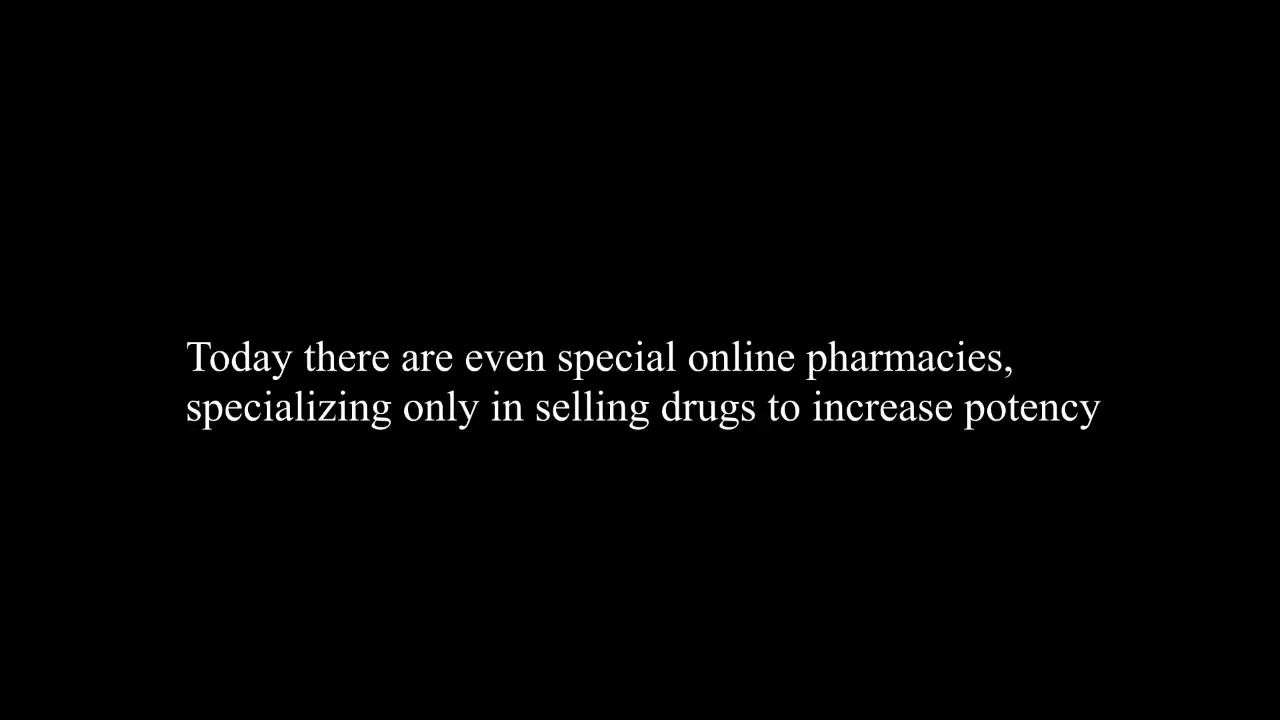 Today there are even special online pharmacies,
specializing only in selling drugs to increase potency